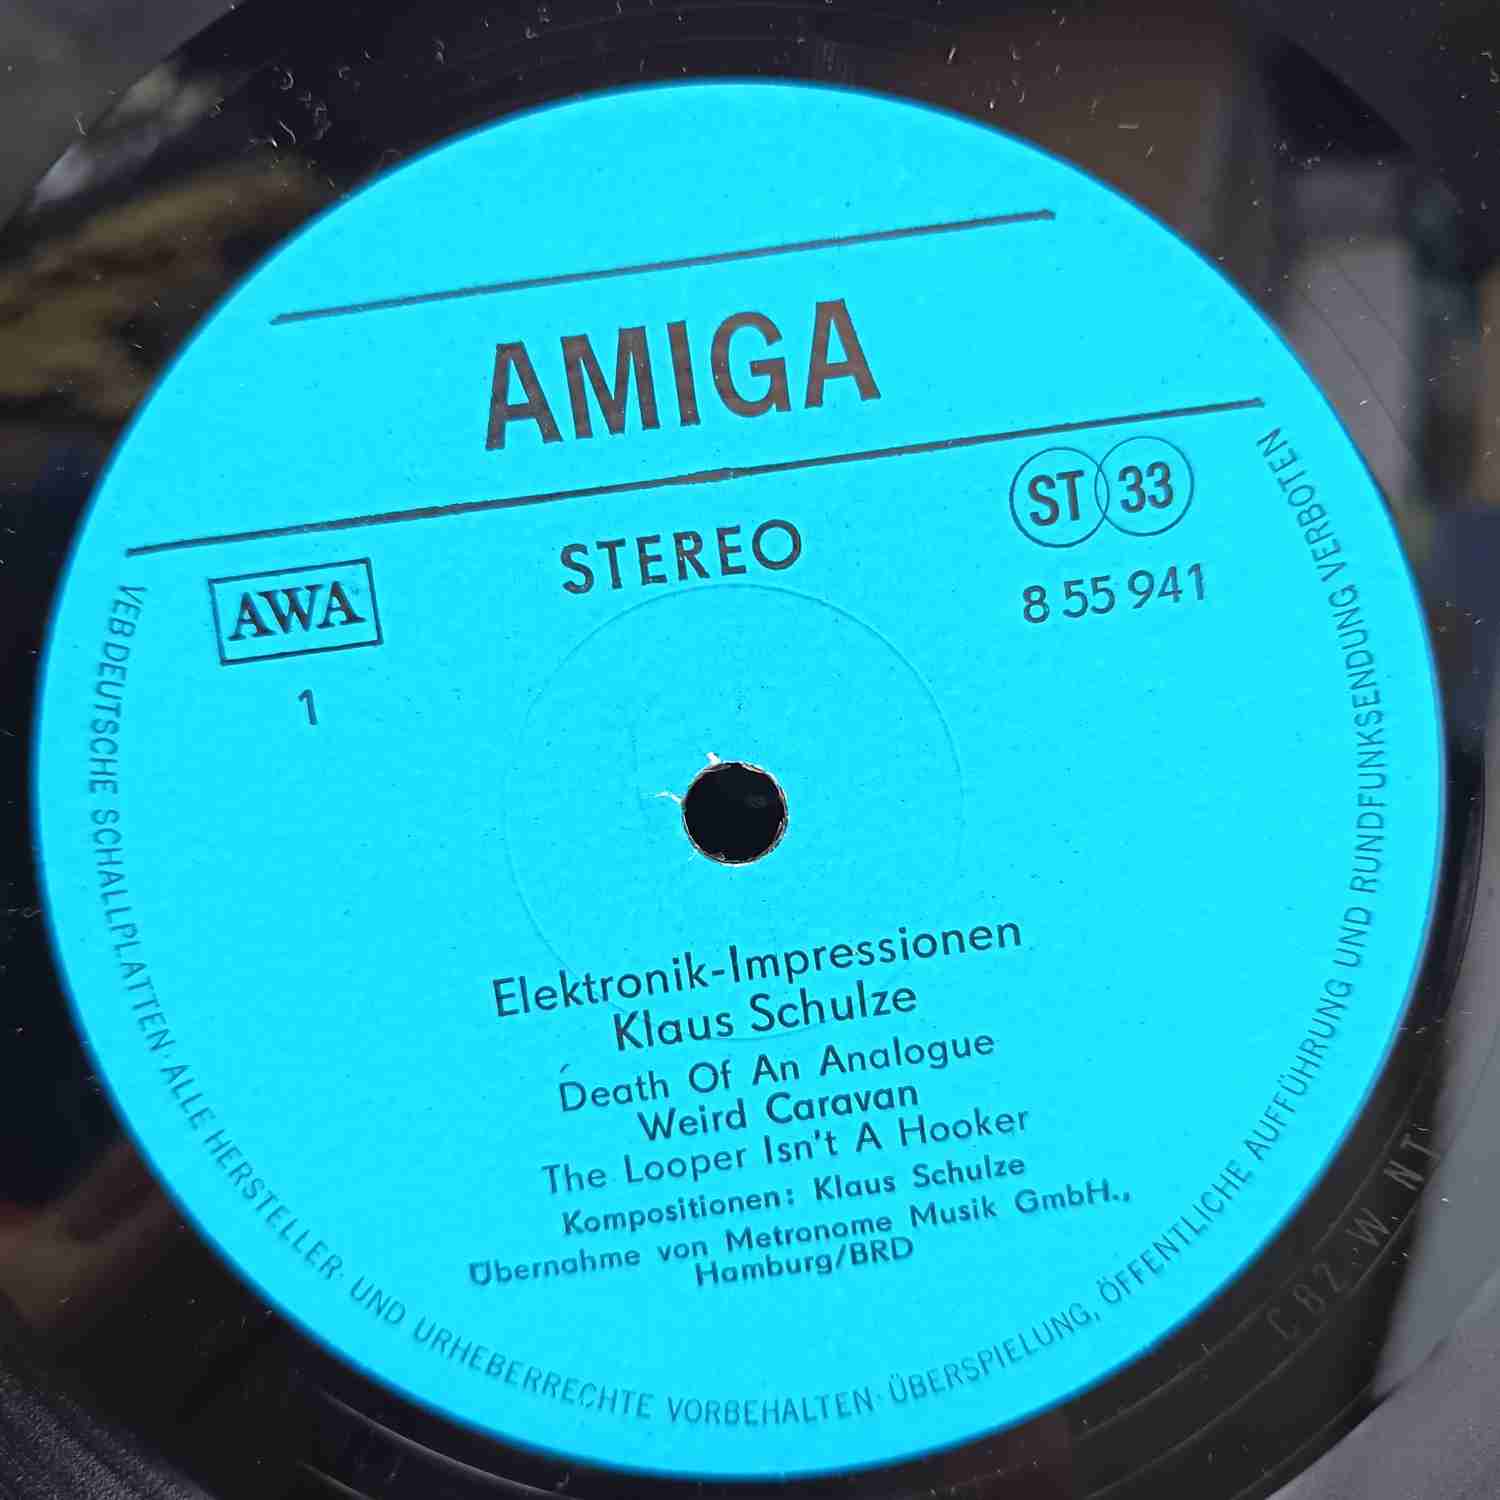 AMIGA
STEREO
ST 33
8 55 941
AWA
1
Elektronik-Impressionen
Klaus Schulze
Death Of An Analogue
Weird Caravan
The Looper Isn't A Hooker
Kompositionen: Klaus Schulze
Übernahme von Metronome Musik GmbH.,
Hamburg/BRD
VEB DEUTSCHE SCHALLPLATTEN · ALLE HERSTELLER- UND URHEBERRECHTE VORBEHALTEN · ÜBERSPIELUNG, ÖFFENTLICHE AUFFÜHRUNG UND RUNDFUNKSENDUNG VERBOTEN